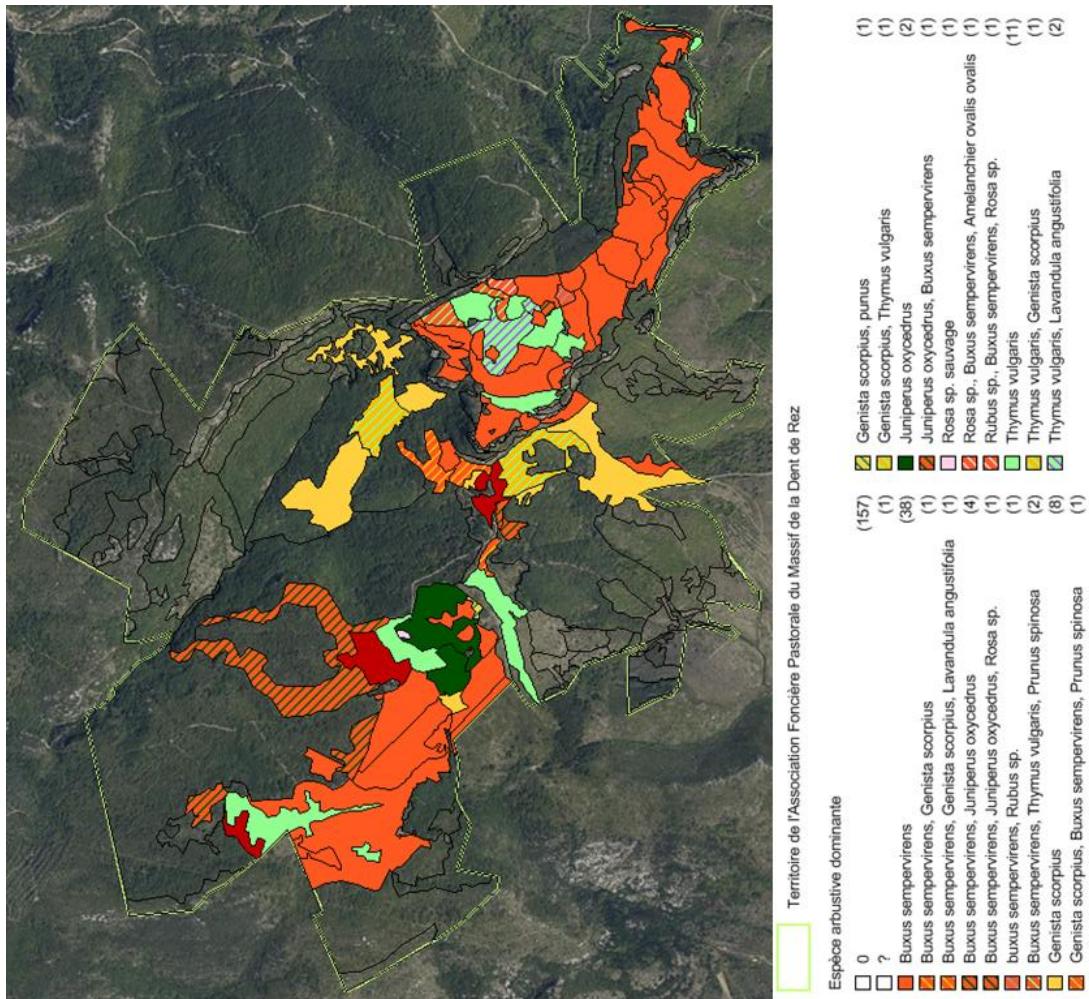 Territoire de l'Association Foncière Pastorale du Massif de la Dent de Rez
Espèce arbustive dominante
0 (157)
? (1)
Buxus sempervirens (38)
Buxus sempervirens, Genista scorpius (1)
Buxus sempervirens, Genista scorpius, Lavandula angustifolia (1)
Buxus sempervirens, Juniperus oxycedrus (4)
Buxus sempervirens, Juniperus oxycedrus, Rosa sp. (1)
buxus sempervirens, Rubus sp. (1)
Buxus sempervirens, Thymus vulgaris, Prunus spinosa (2)
Genista scorpius (8)
Genista scorpius, Buxus sempervirens, Prunus spinosa (1)
Genista scorpius, punus (1)
Genista scorpius, Thymus vulgaris (1)
Juniperus oxycedrus (2)
Juniperus oxycedrus, Buxus sempervirens (1)
Rosa sp. sauvage (1)
Rosa sp., Buxus sempervirens, Amelanchier ovalis ovalis (1)
Rubus sp., Buxus sempervirens, Rosa sp. (1)
Thymus vulgaris (11)
Thymus vulgaris, Genista scorpius (1)
Thymus vulgaris, Lavandula angustifolia (2)